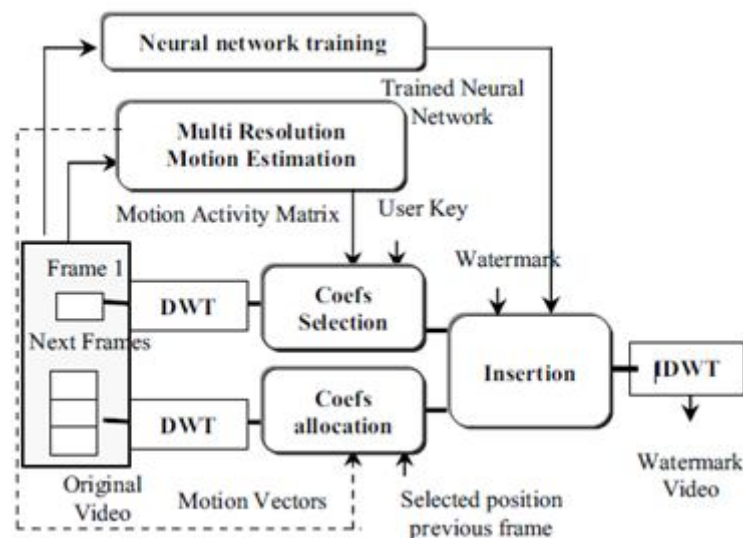 Neural network training
Trained Neural
Network
Multi Resolution
Motion Estimation
Motion Activity Matrix
User Key
Watermark
Frame 1
DWT
Coefs
Selection
Next Frames
Insertion
IDWT
DWT
Coefs
allocation
Original
Video
Motion Vectors
Selected position
previous frame
Watermark
Video